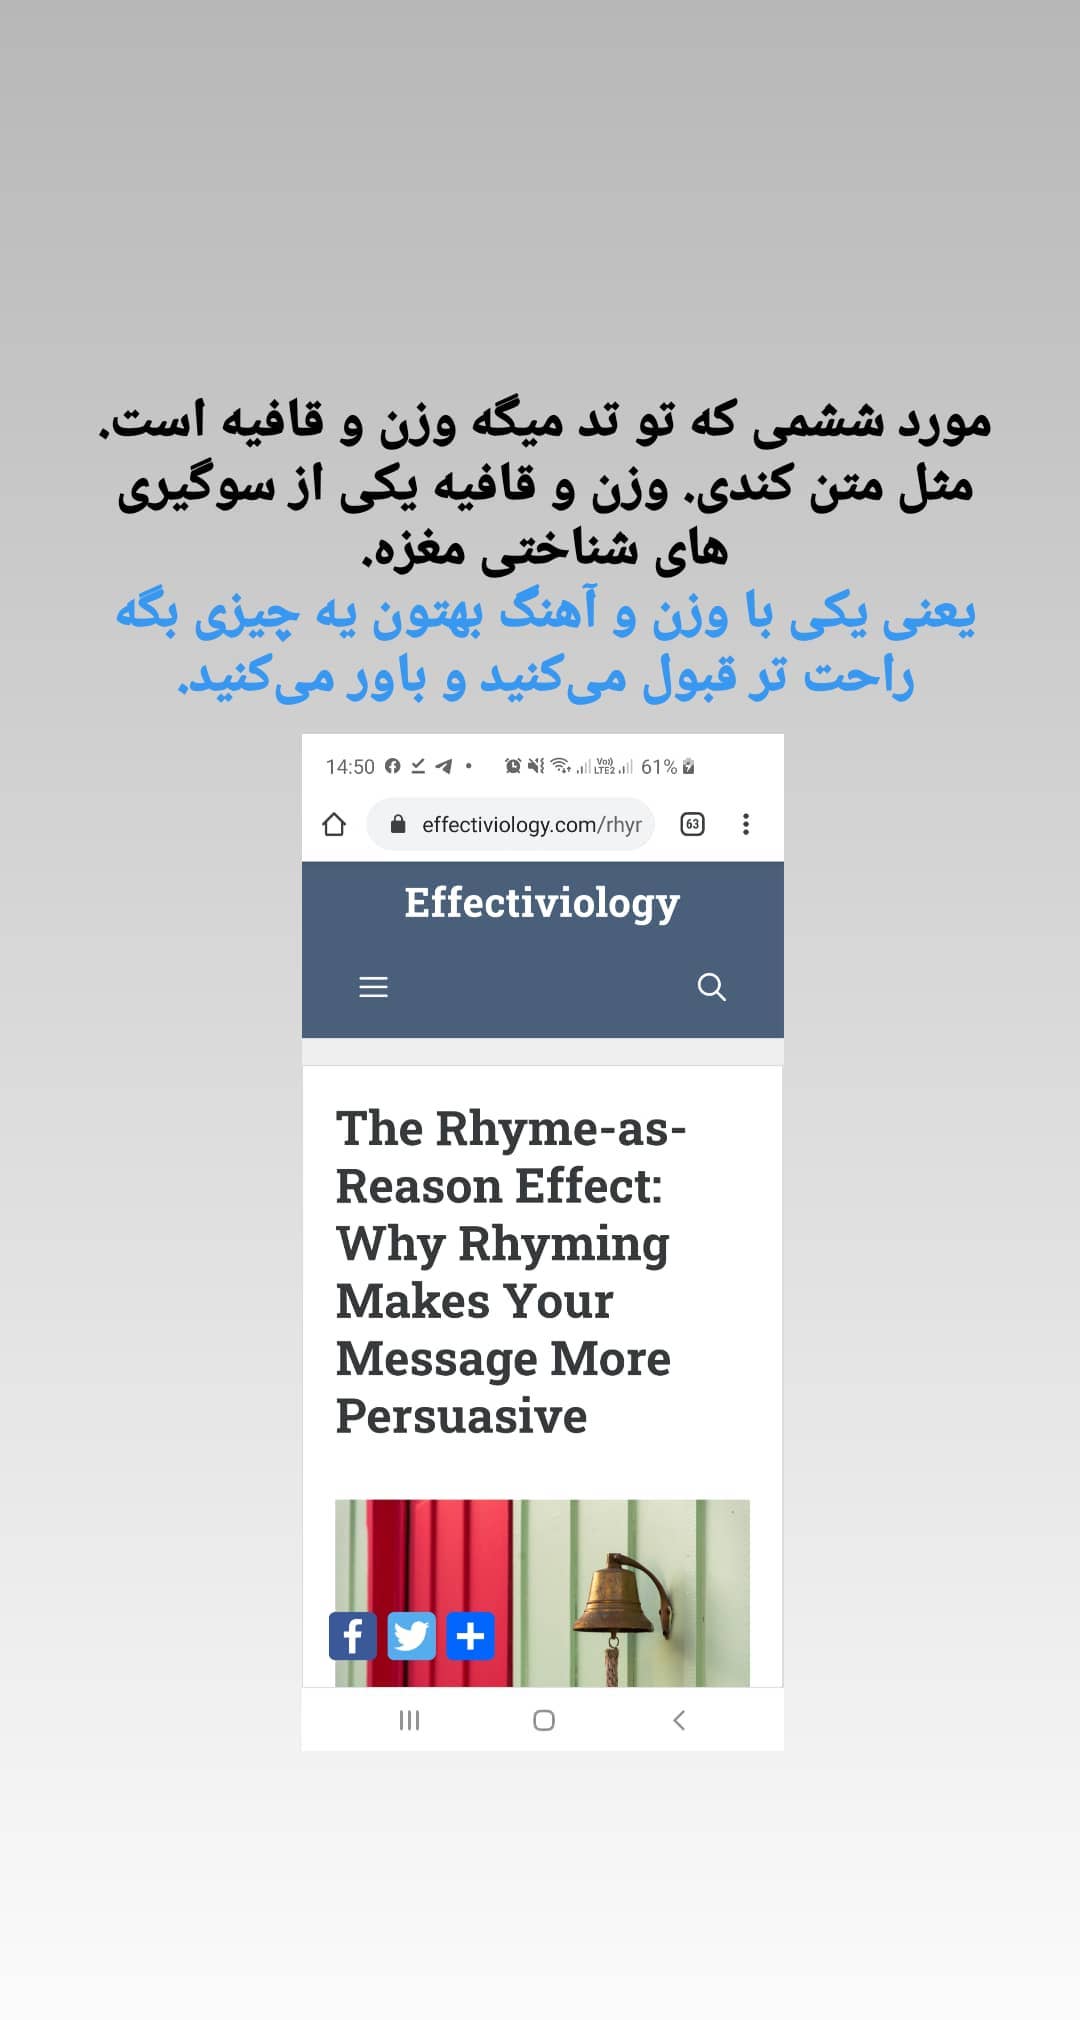 مورد ششمی که تو تد میگه وزن و قافیه است.
مثل متن کندی. وزن و قافیه یکی از سوگیری
های شناختی مغزه.
یعنی یکی با وزن و آهنگ بهتون یه چیزی بگه
راحت تر قبول می‌کنید و باور می‌کنید.
14:50 61%
effectiviology.com/rhyr 63
Effectiviology
The Rhyme-as-
Reason Effect:
Why Rhyming
Makes Your
Message More
Persuasive